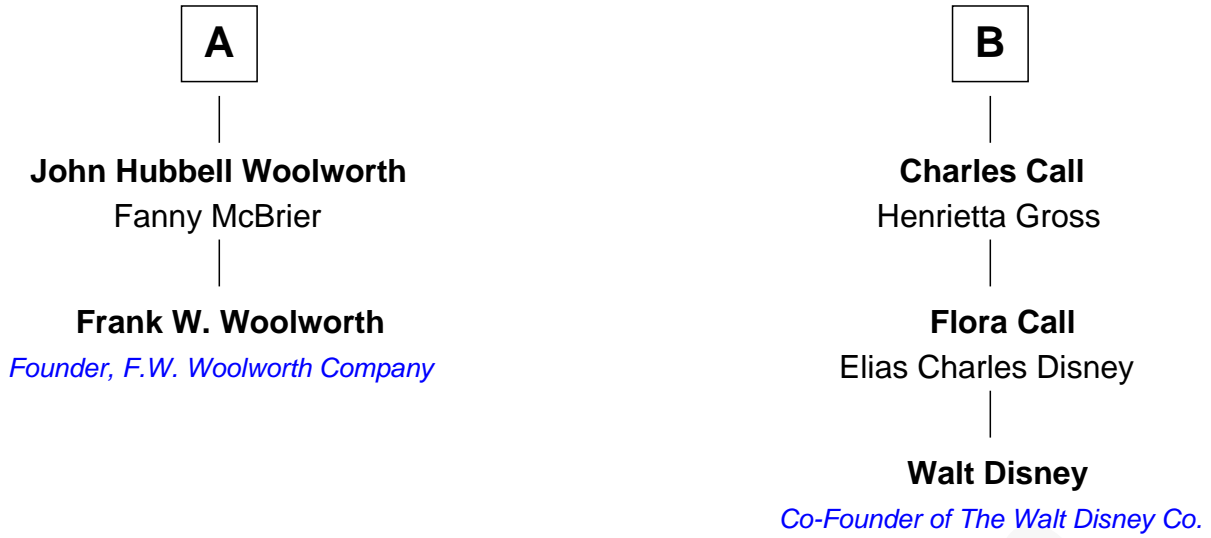 A
John Hubbell Woolworth
Fanny McBrier
Frank W. Woolworth
Founder, F.W. Woolworth Company
B
Charles Call
Henrietta Gross
Flora Call
Elias Charles Disney
Walt Disney
Co-Founder of The Walt Disney Co.